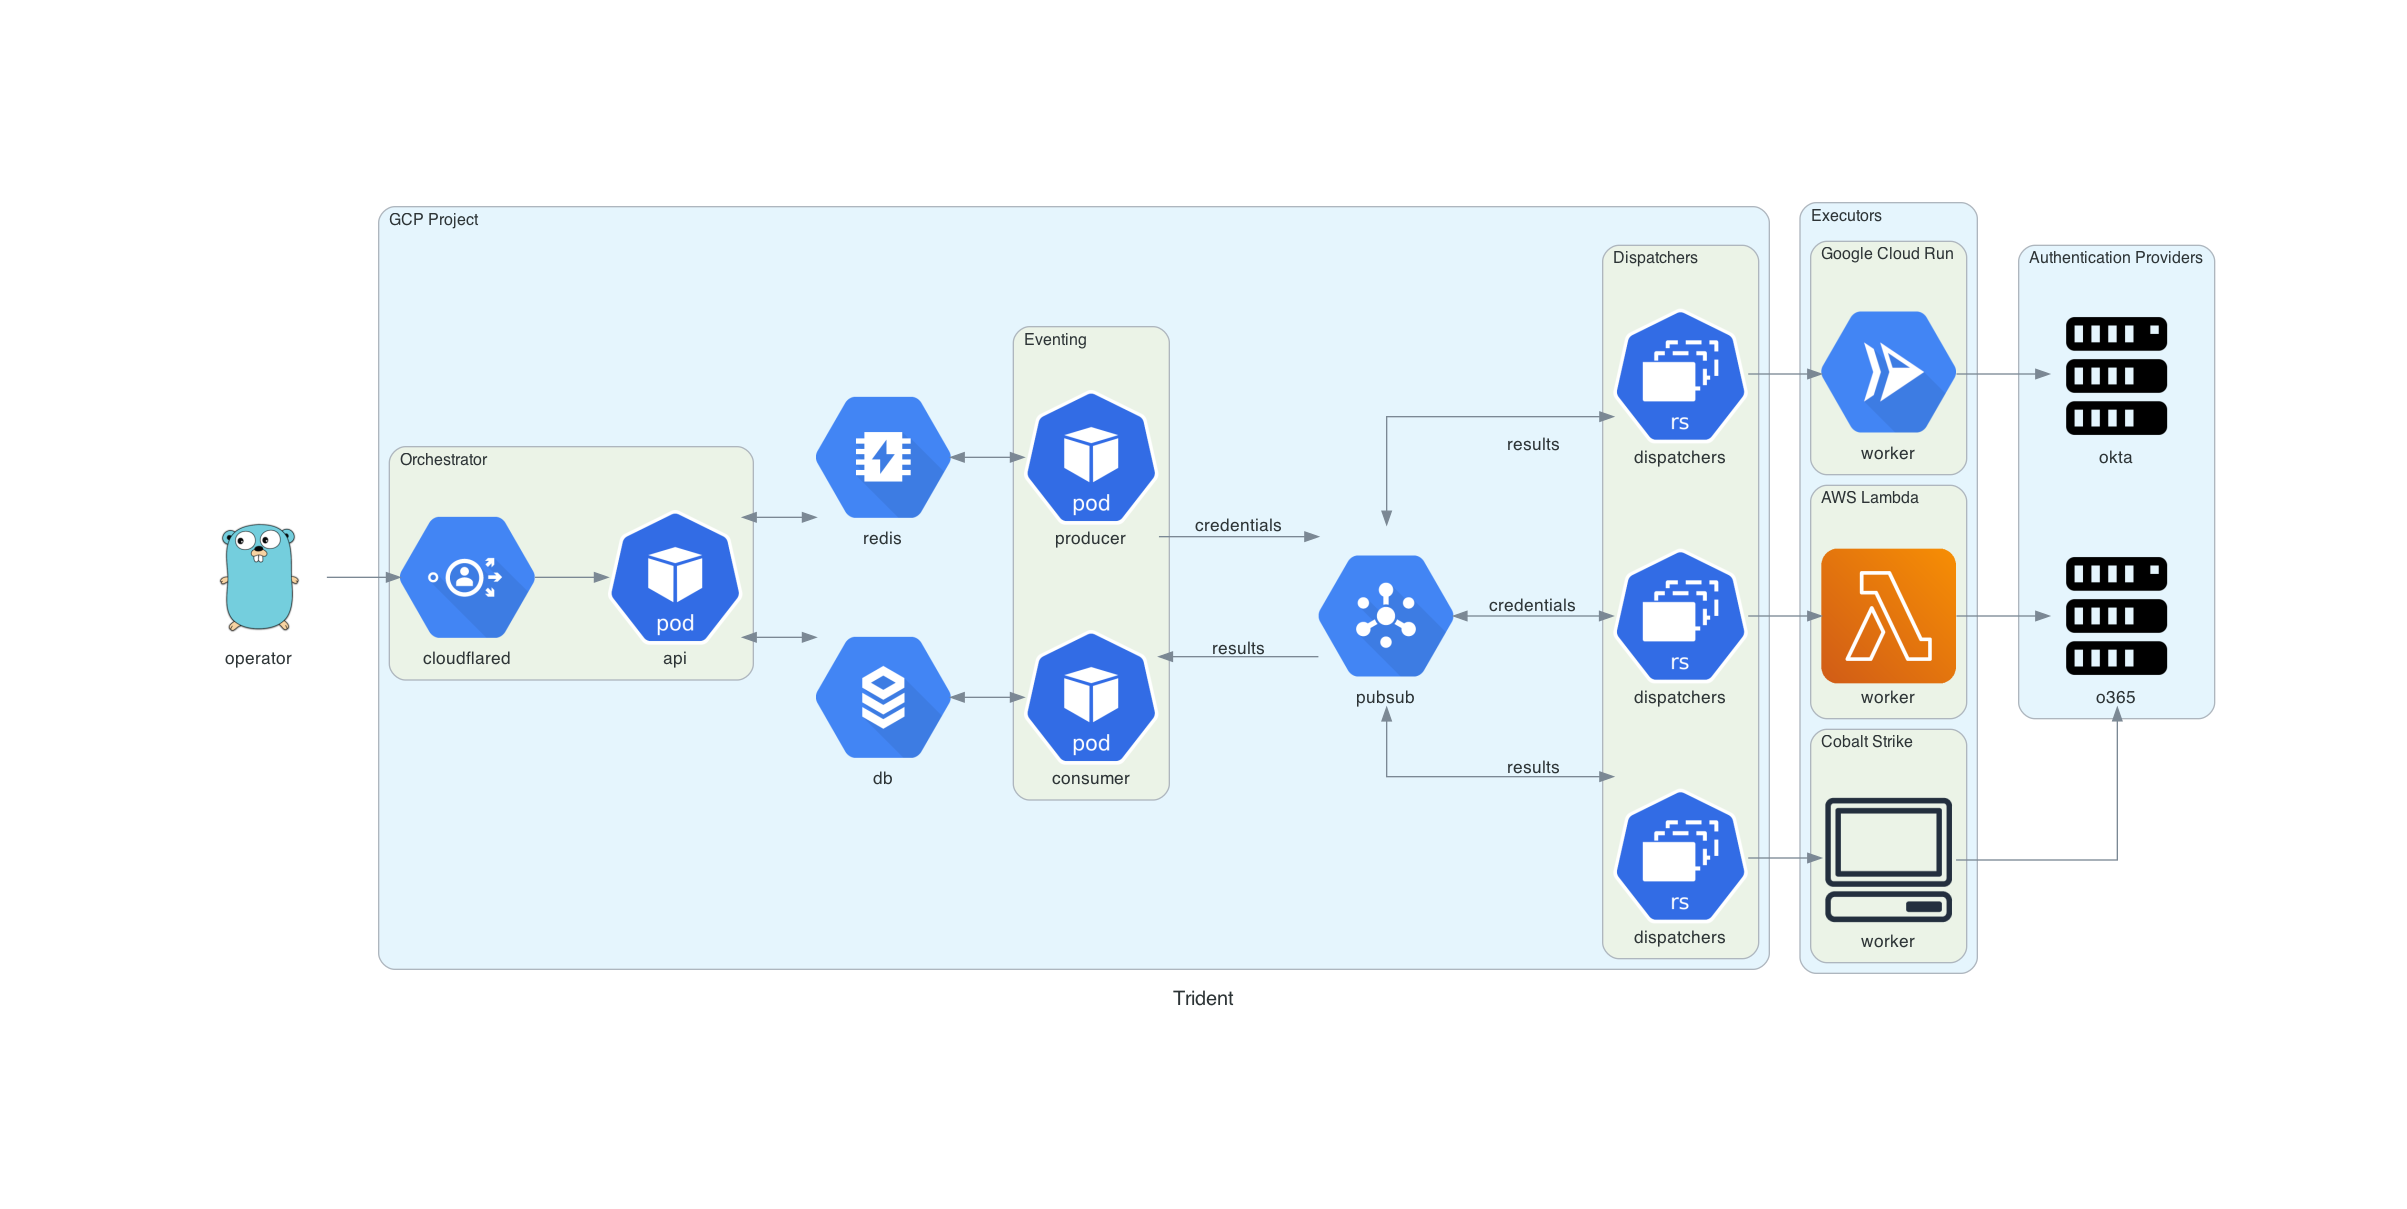 GCP Project
Orchestrator
operator
cloudflared
pod
api
redis
db
Eventing
pod
producer
pod
consumer
credentials
results
pubsub
results
credentials
results
Dispatchers
rs
dispatchers
rs
dispatchers
rs
dispatchers
Executors
Google Cloud Run
worker
AWS Lambda
worker
Cobalt Strike
worker
Authentication Providers
okta
o365
Trident